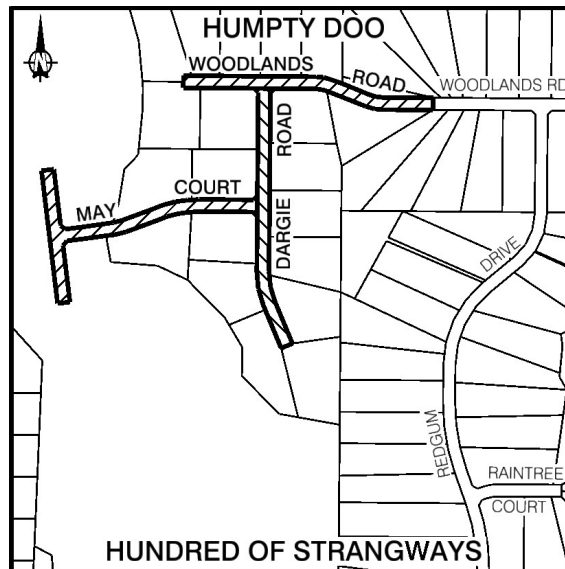 HUMPTY DOO
N
WOODLANDS ROAD
WOODLANDS RD
DARGIE ROAD
MAY COURT
REDGUM DRIVE
RAINTREE
COURT
HUNDRED OF STRANGWAYS